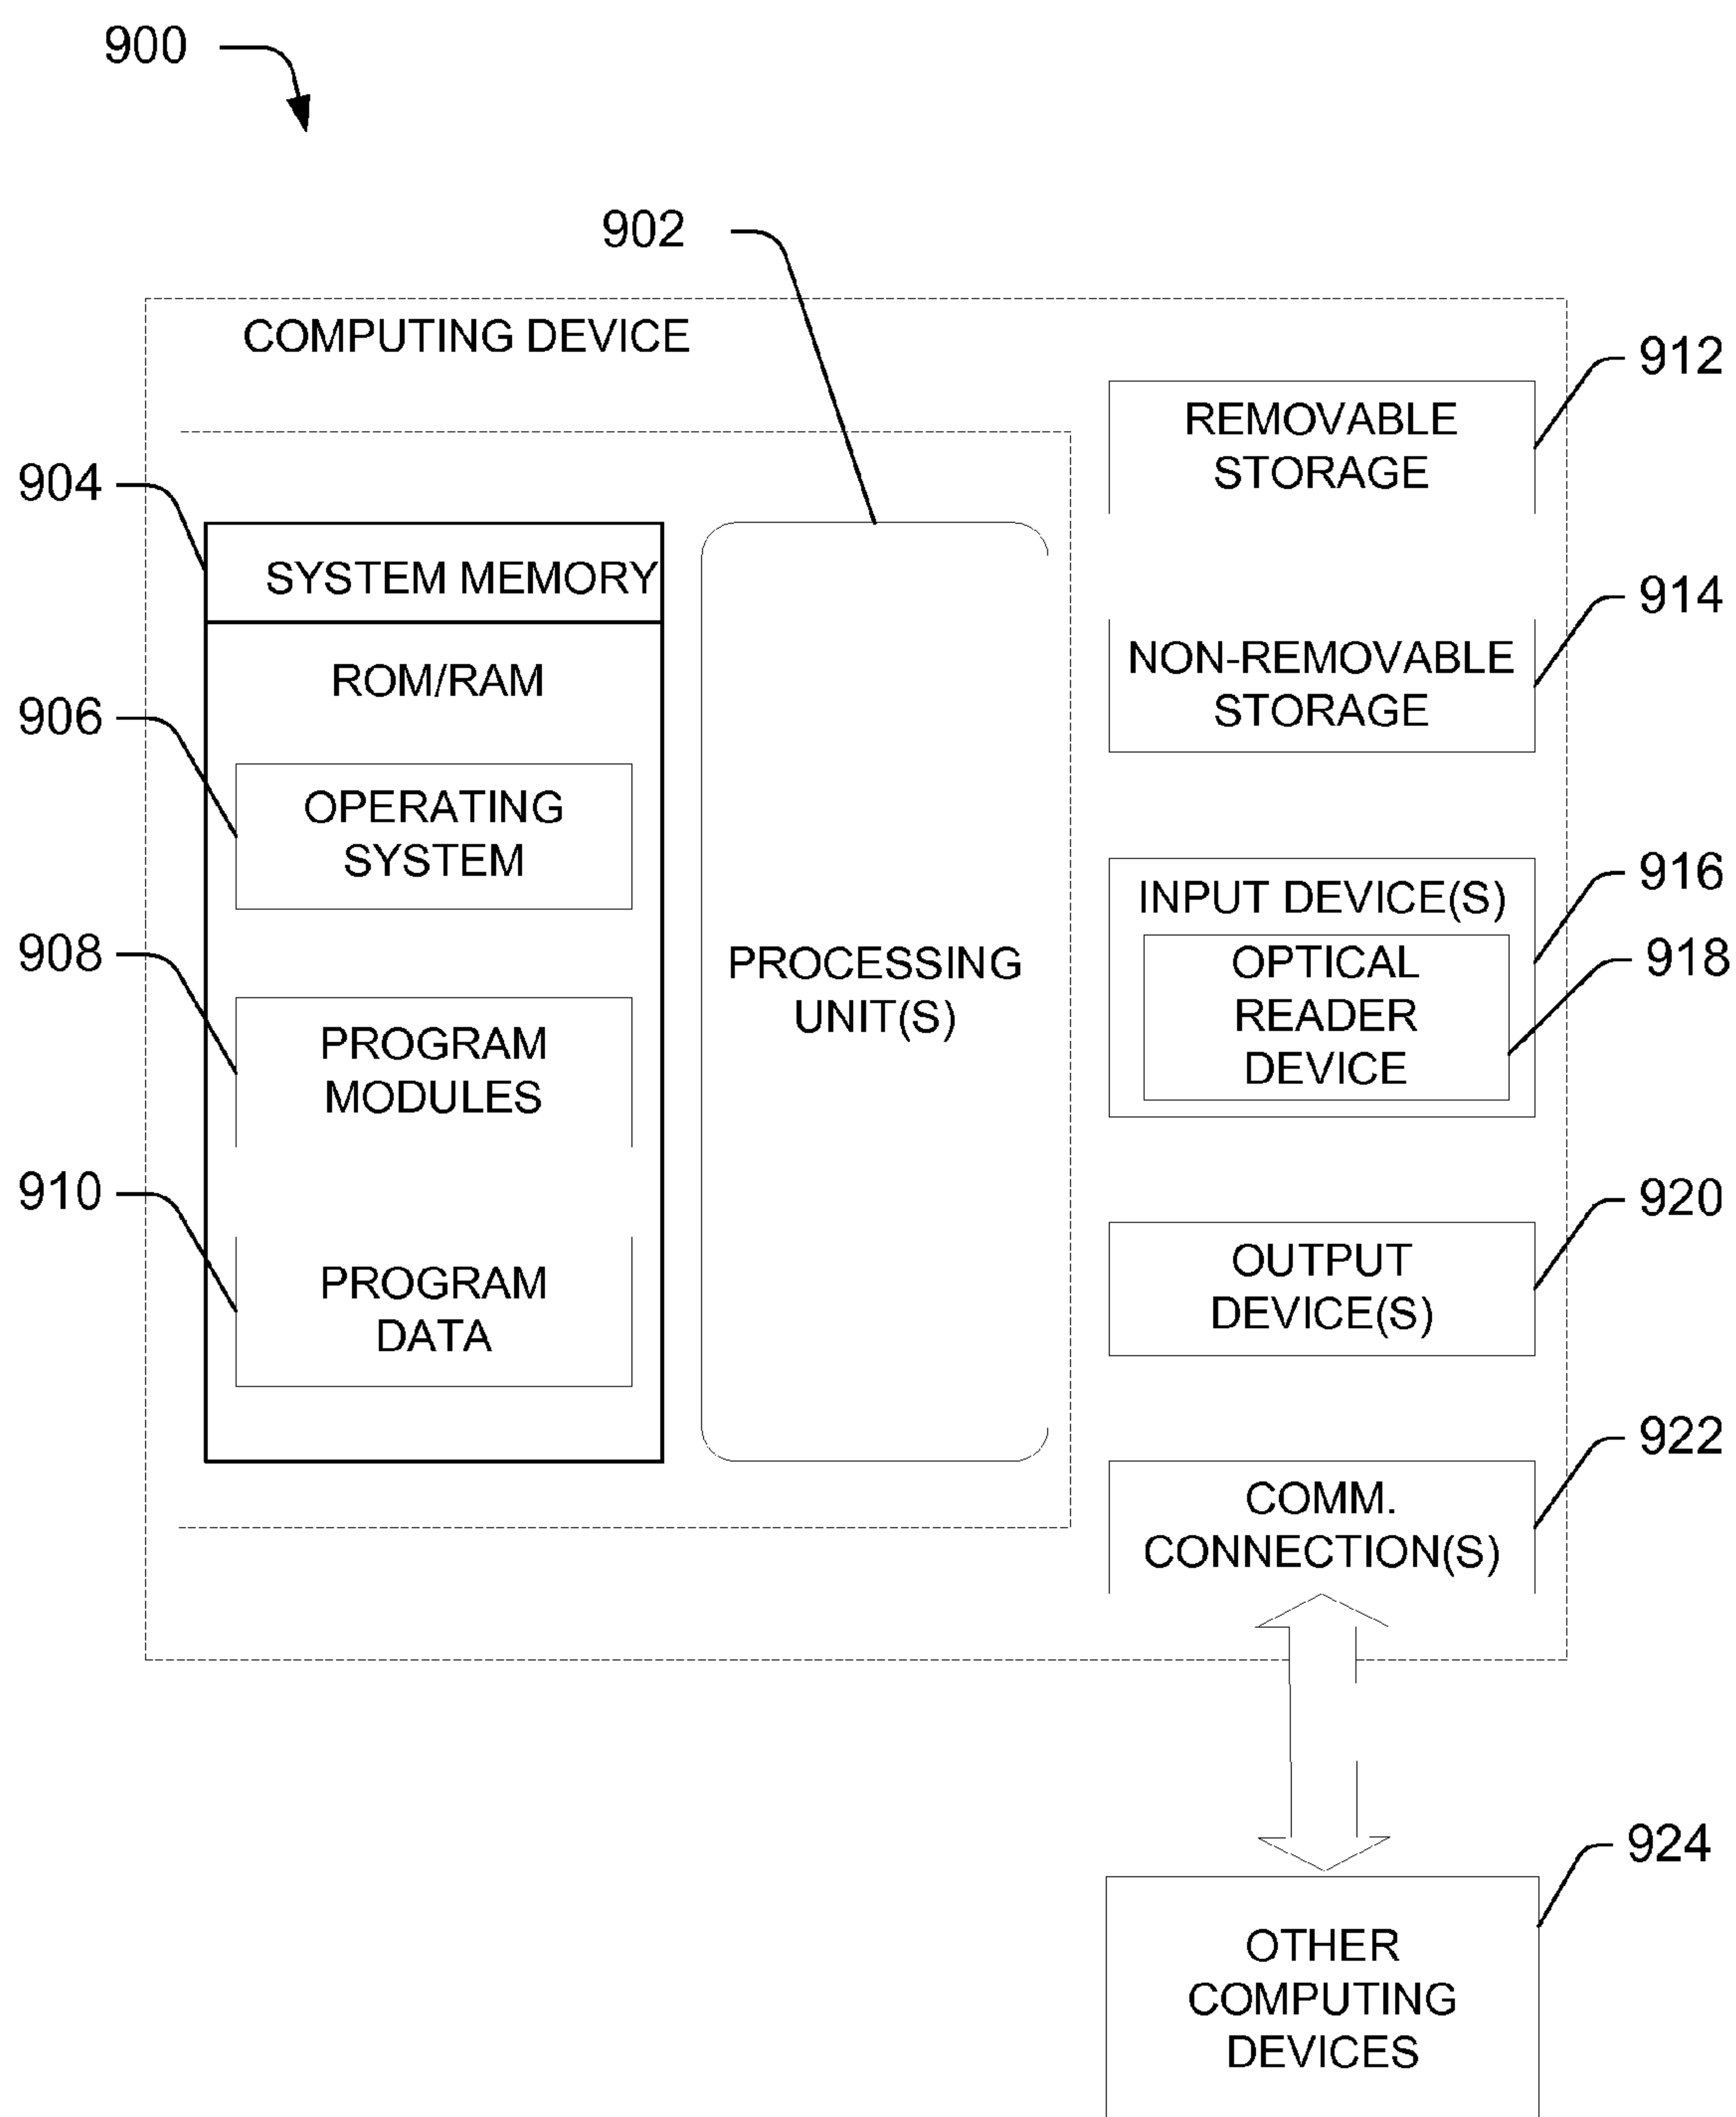 900
902
COMPUTING DEVICE
912
REMOVABLE
STORAGE
904
SYSTEM MEMORY
914
NON-REMOVABLE
STORAGE
ROM/RAM
906
OPERATING
SYSTEM
916
INPUT DEVICE(S)
918
OPTICAL
READER
DEVICE
908
PROGRAM
MODULES
PROCESSING
UNIT(S)
910
PROGRAM
DATA
920
OUTPUT
DEVICE(S)
922
COMM.
CONNECTION(S)
924
OTHER
COMPUTING
DEVICES